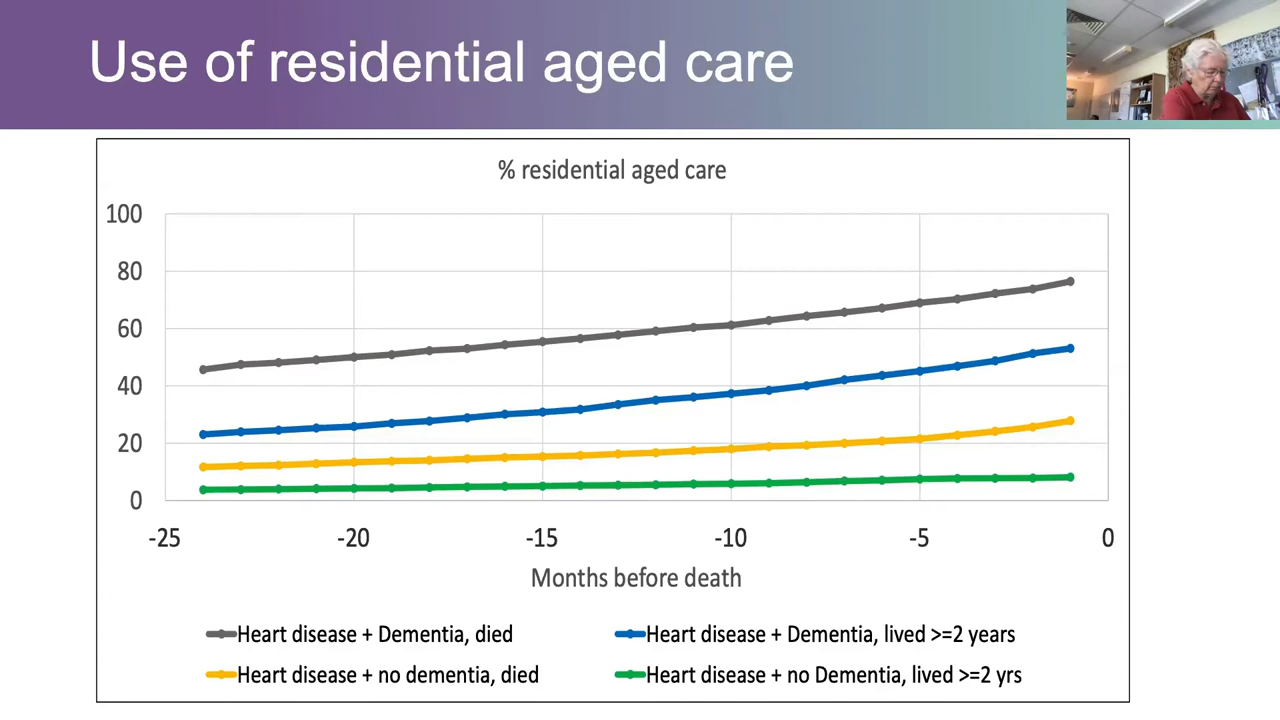 Use of residential aged care
% residential aged care
100
80
60
40
20
0
-25 -20 -15 -10 -5 0
Months before death
Heart disease + Dementia, died
Heart disease + Dementia, lived >=2 years
Heart disease + no dementia, died
Heart disease + no Dementia, lived >=2 yrs